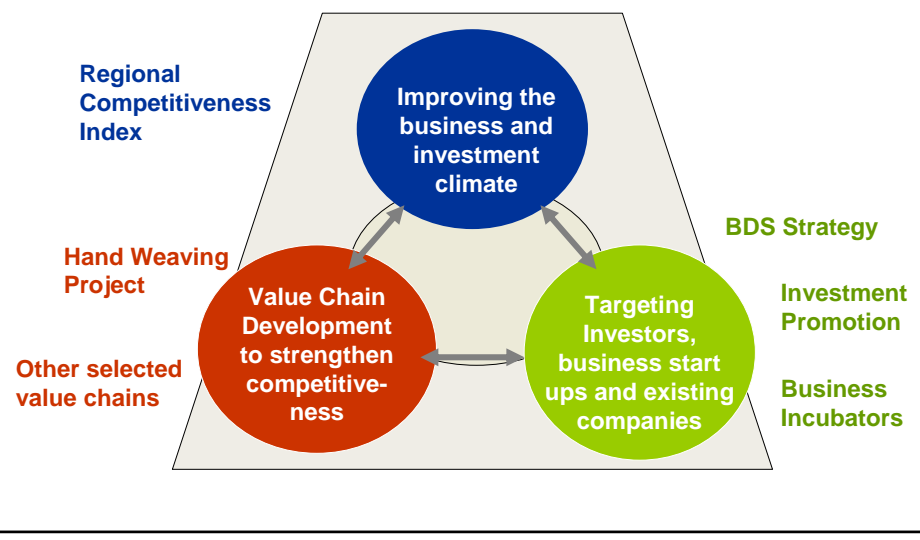 Regional
Competitiveness
Index
Improving the
business and
investment
climate
Hand Weaving
Project
Other selected
value chains
Value Chain
Development
to strengthen
competitive-
ness
Targeting
Investors,
business start
ups and existing
companies
BDS Strategy
Investment
Promotion
Business
Incubators